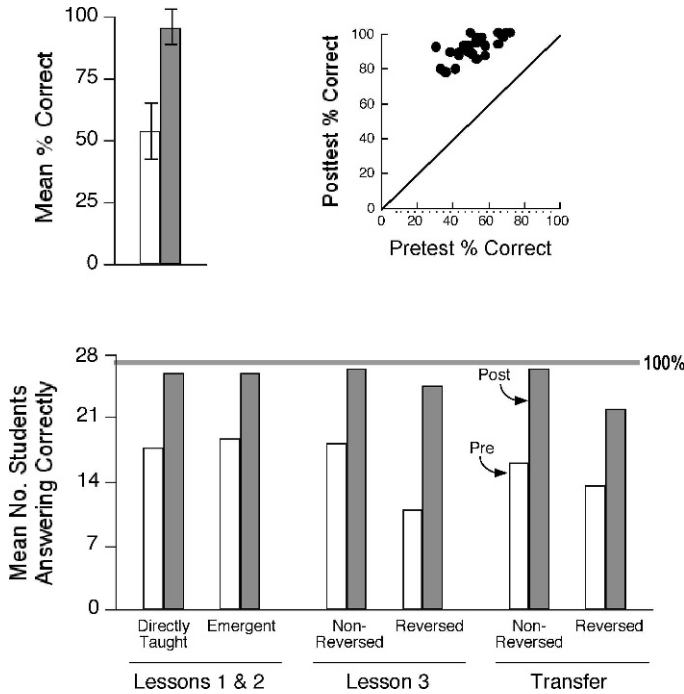 Mean % Correct
100
75
50
25
0
Posttest % Correct
100
80
60
40
20
0
0 20 40 60 80 100
Pretest % Correct
Mean No. Students
Answering Correctly
28
21
14
7
0
100%
Post
Pre
Directly
Taught
Emergent
Non-
Reversed
Reversed
Non-
Reversed
Reversed
Lessons 1 & 2
Lesson 3
Transfer